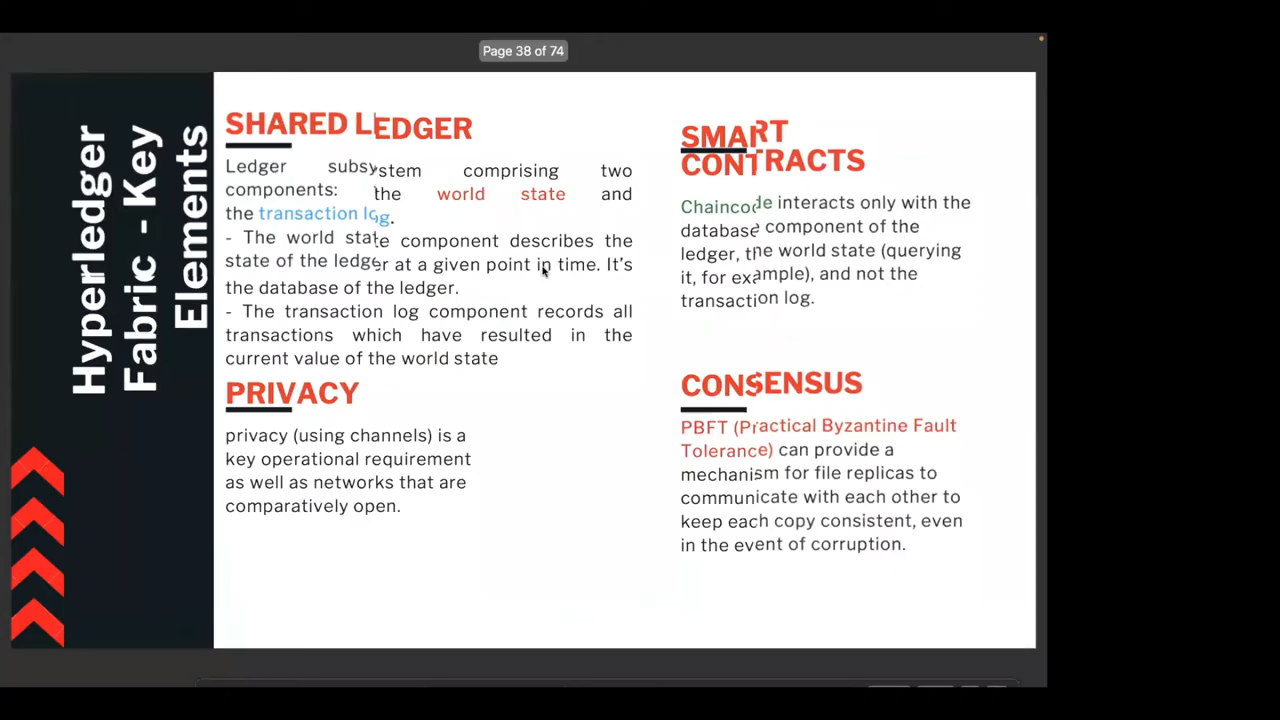 Page 38 of 74
Hyperledger
Fabric - Key
Elements
SHARED LEDGER
Ledger subsystem comprising two
components: the world state and
the transaction log.
- The world state component describes the
state of the ledger at a given point in time. It's
the database of the ledger.
- The transaction log component records all
transactions which have resulted in the
current value of the world state
PRIVACY
privacy (using channels) is a
key operational requirement
as well as networks that are
comparatively open.
SMART
CONTRACTS
Chaincode interacts only with the
database component of the
ledger, the world state (querying
it, for example), and not the
transaction log.
CONSENSUS
PBFT (Practical Byzantine Fault
Tolerance) can provide a
mechanism for file replicas to
communicate with each other to
keep each copy consistent, even
in the event of corruption.